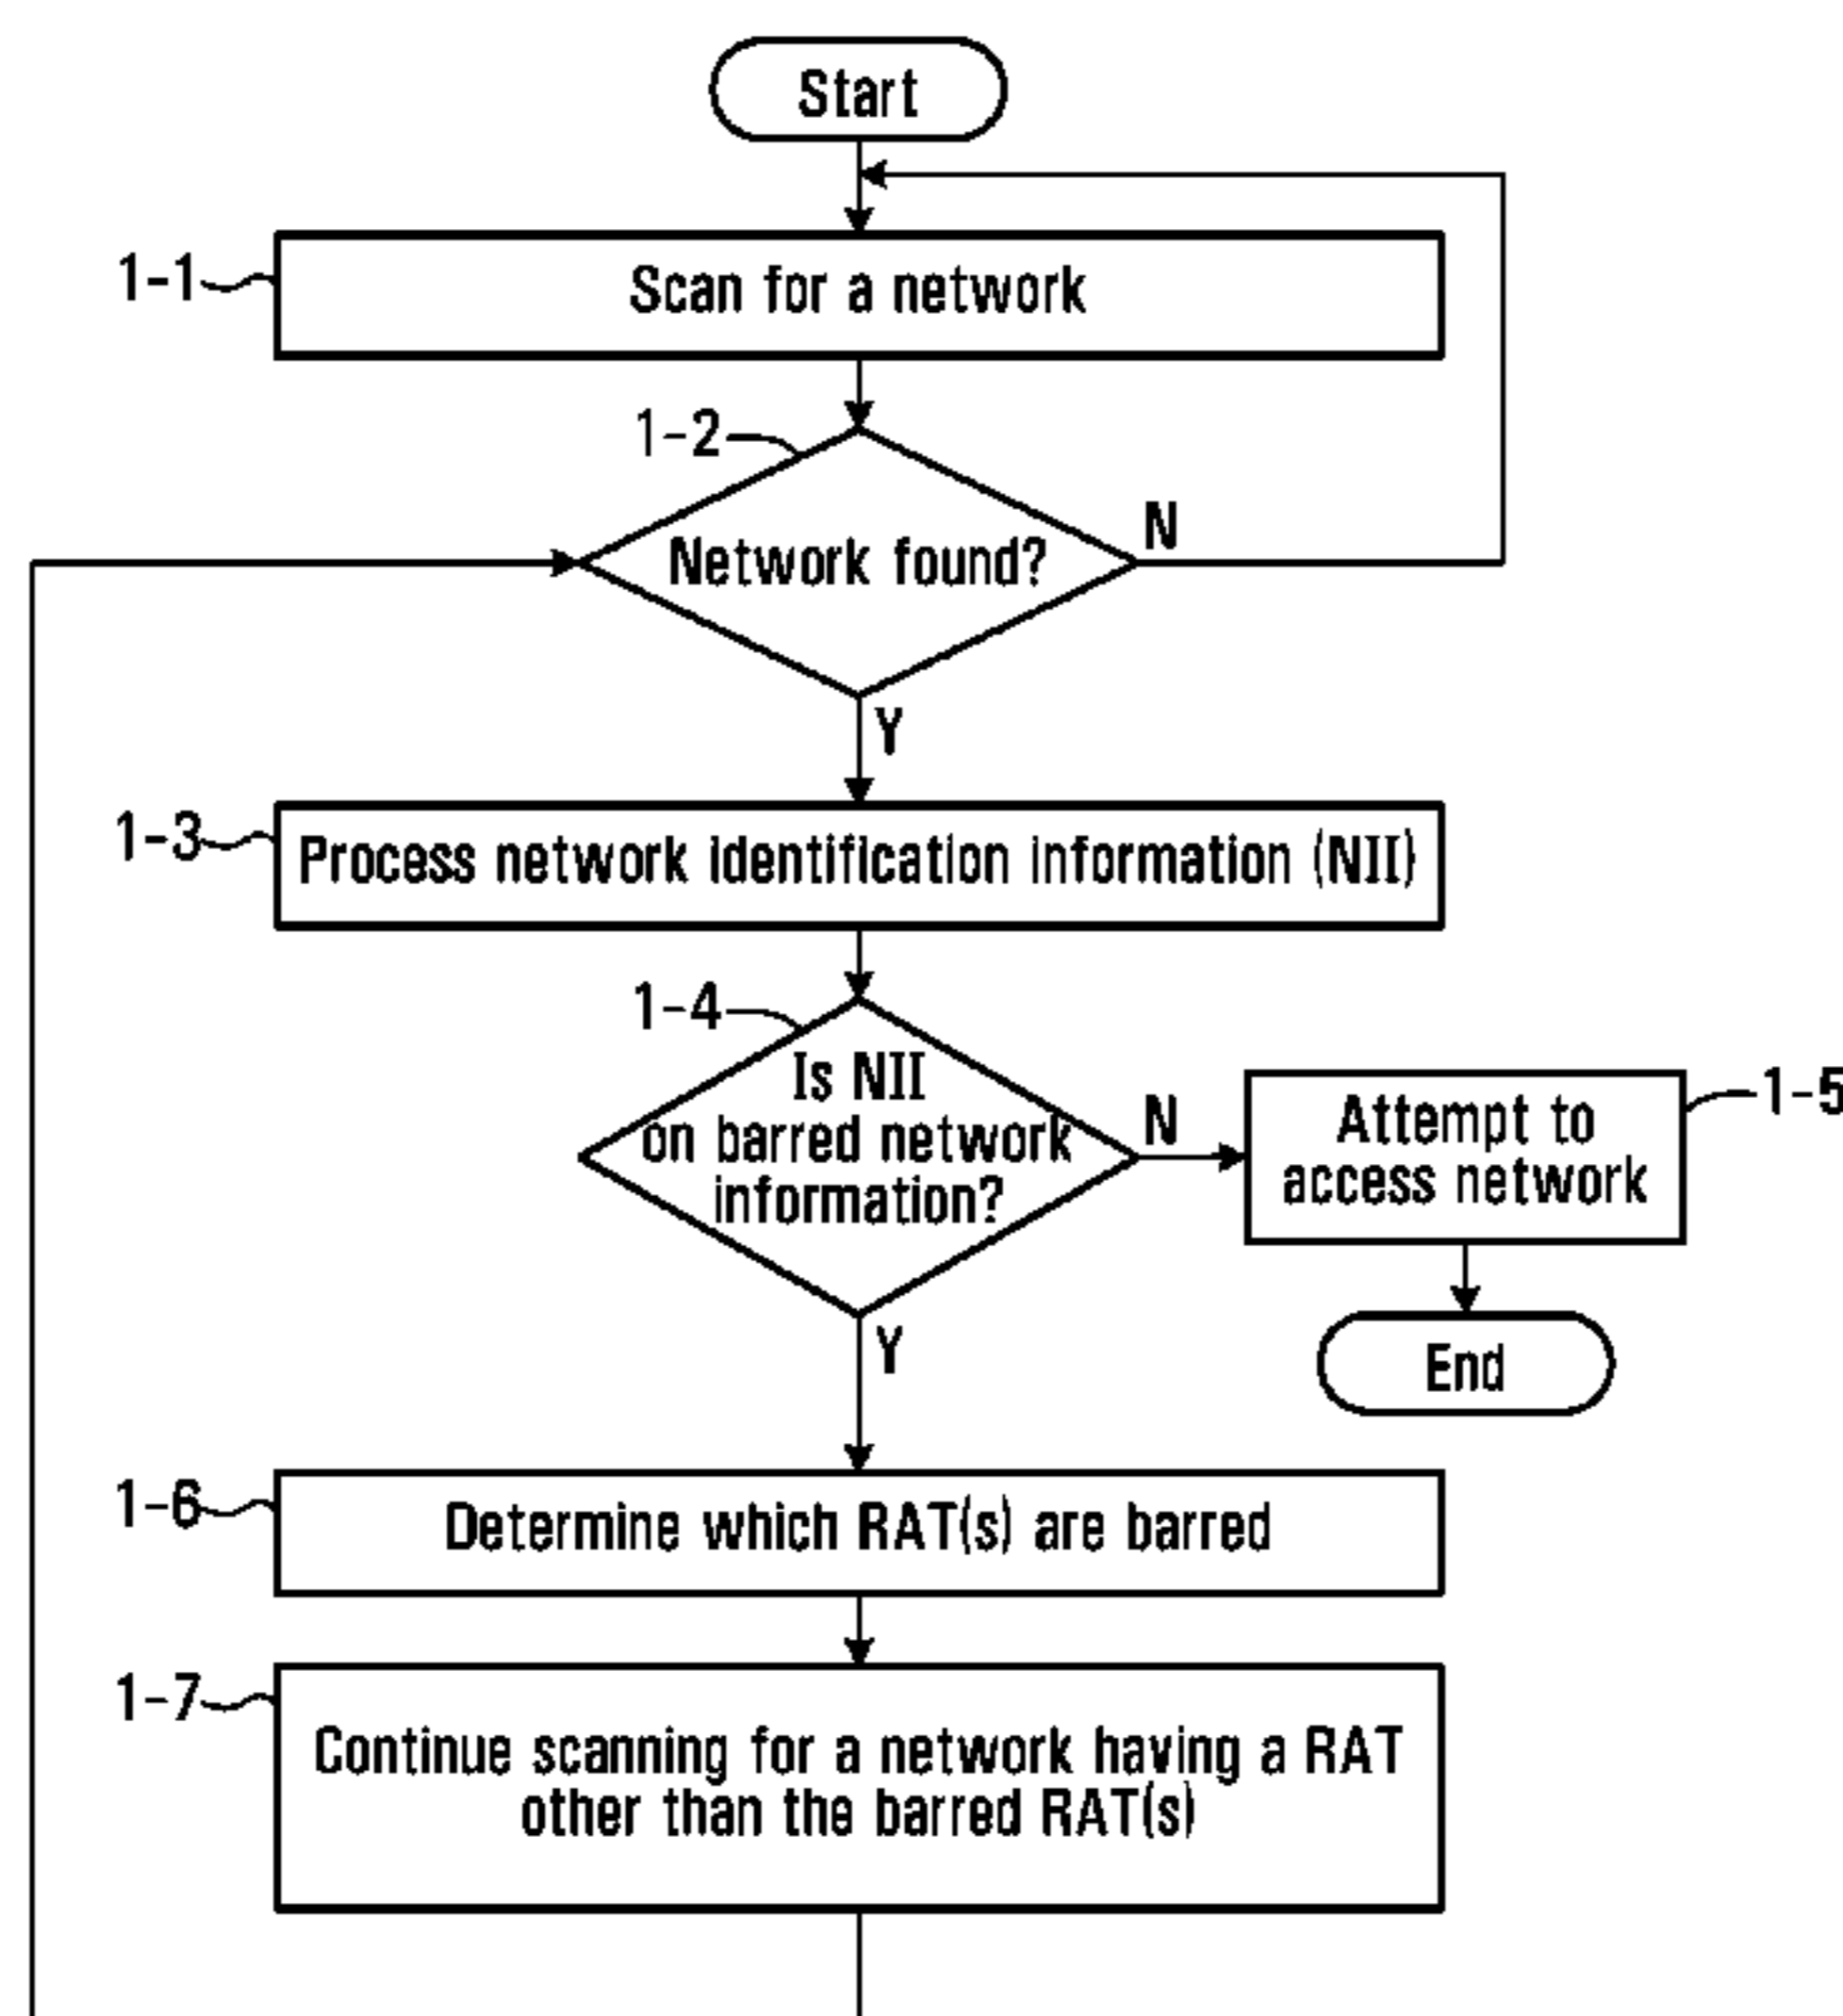 Start
1-1
Scan for a network
1-2
Network found?
N
Y
1-3
Process network identification information (NII)
1-4
Is NII
on barred network
information?
N
Attempt to
access network
1-5
Y
End
1-6
Determine which RAT(s) are barred
1-7
Continue scanning for a network having a RAT
other than the barred RAT(s)